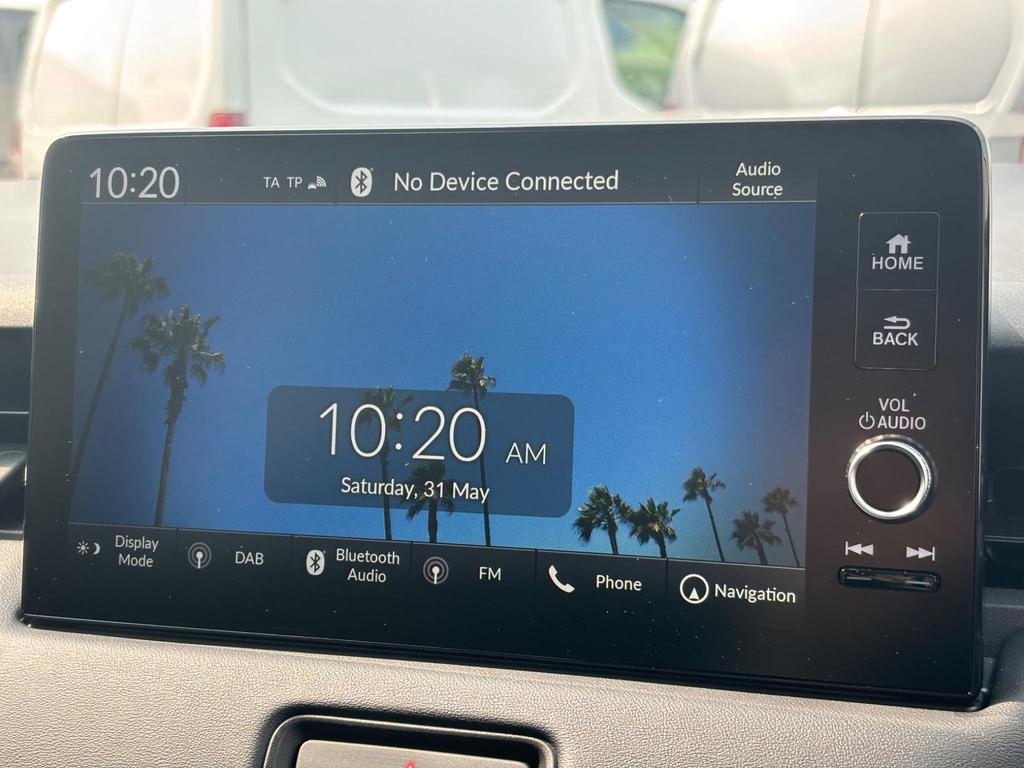 10:20
TA TP
No Device Connected
Audio
Source
HOME
BACK
VOL
AUDIO
10:20 AM
Saturday, 31 May
Display
Mode
DAB
Bluetooth
Audio
FM
Phone
Navigation